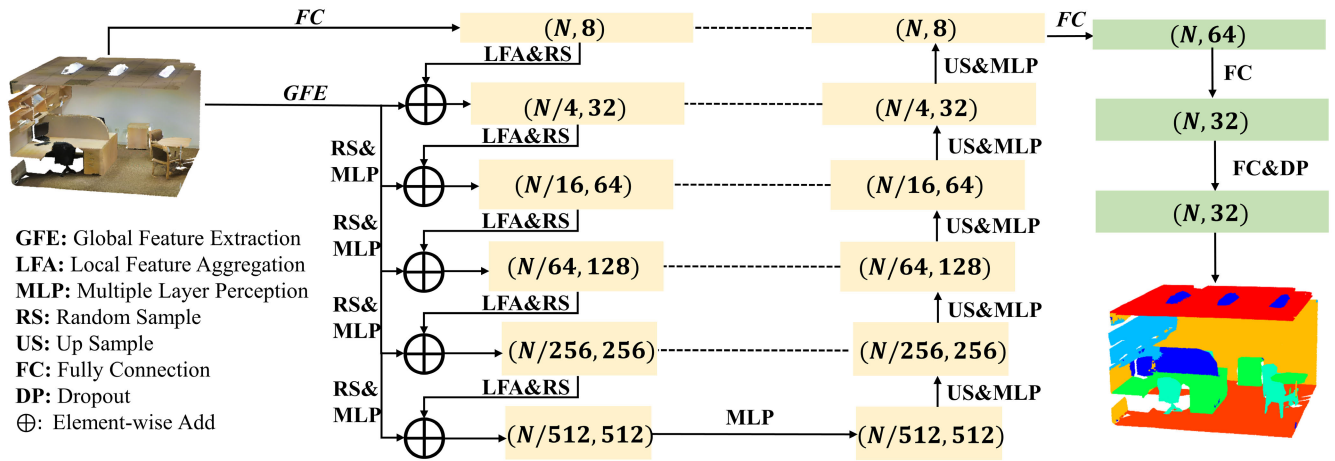 FC
(N, 8)
(N, 8)
FC
(N, 64)
LFA&RS
US&MLP
FC
GFE
(N/4, 32)
(N/4, 32)
(N, 32)
RS&
MLP
LFA&RS
US&MLP
FC&DP
(N/16, 64)
(N/16, 64)
(N, 32)
RS&
MLP
LFA&RS
US&MLP
(N/64, 128)
(N/64, 128)
RS&
MLP
LFA&RS
US&MLP
(N/256, 256)
(N/256, 256)
RS&
MLP
LFA&RS
US&MLP
(N/512, 512)
MLP
(N/512, 512)
GFE: Global Feature Extraction
LFA: Local Feature Aggregation
MLP: Multiple Layer Perception
RS: Random Sample
US: Up Sample
FC: Fully Connection
DP: Dropout
⊕: Element-wise Add